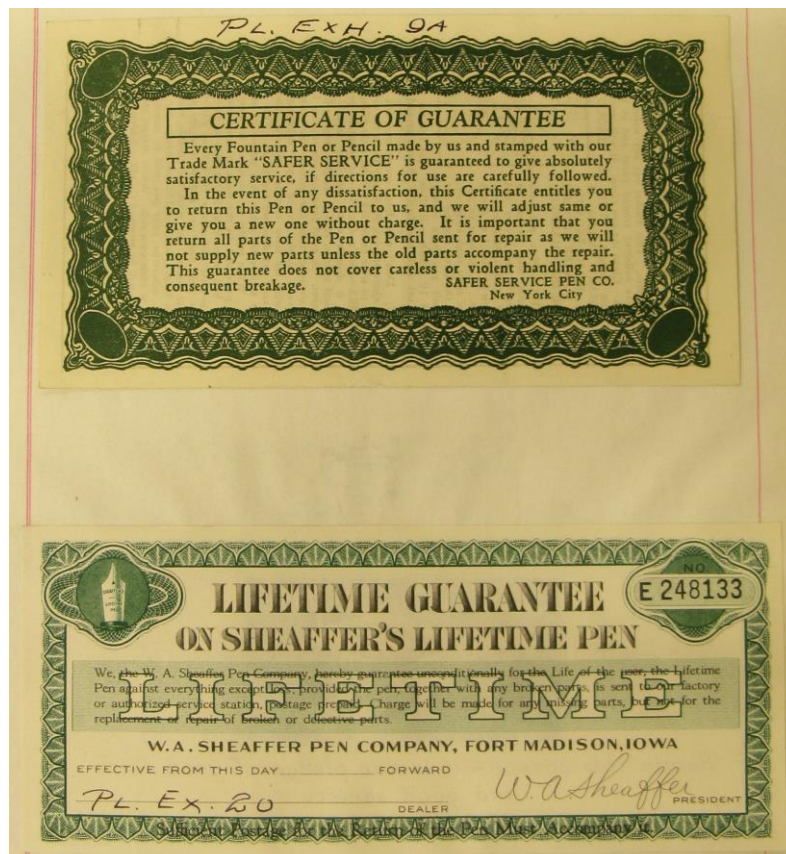 PL. EXH. 9A
CERTIFICATE OF GUARANTEE
Every Fountain Pen or Pencil made by us and stamped with our
Trade Mark “SAFER SERVICE” is guaranteed to give absolutely
satisfactory service, if directions for use are carefully followed.
In the event of any dissatisfaction, this Certificate entitles you
to return this Pen or Pencil to us, and we will adjust same or
give you a new one without charge. It is important that you
return all parts of the Pen or Pencil sent for repair as we will
not supply new parts unless the old parts accompany the repair.
This guarantee does not cover careless or violent handling and
consequent breakage. SAFER SERVICE PEN CO.
New York City
NO
E 248133
LIFETIME GUARANTEE
ON SHEAFFER'S LIFETIME PEN
LIFETIME
We, the W. A. Sheaffer Pen Company, hereby guarantee unconditionally for the Life of the user, the Lifetime
Pen against everything except loss, provided the pen, together with any broken parts, is sent to our factory
or authorized service station, postage prepaid. Charge will be made for any missing parts, but not for the
replacement or repair of broken or defective parts.
W. A. SHEAFFER PEN COMPANY, FORT MADISON, IOWA
EFFECTIVE FROM THIS DAY FORWARD
W A Sheaffer
PRESIDENT
PL. EX. 20
DEALER
Sufficient Postage for the Return of the Pen Must Accompany it